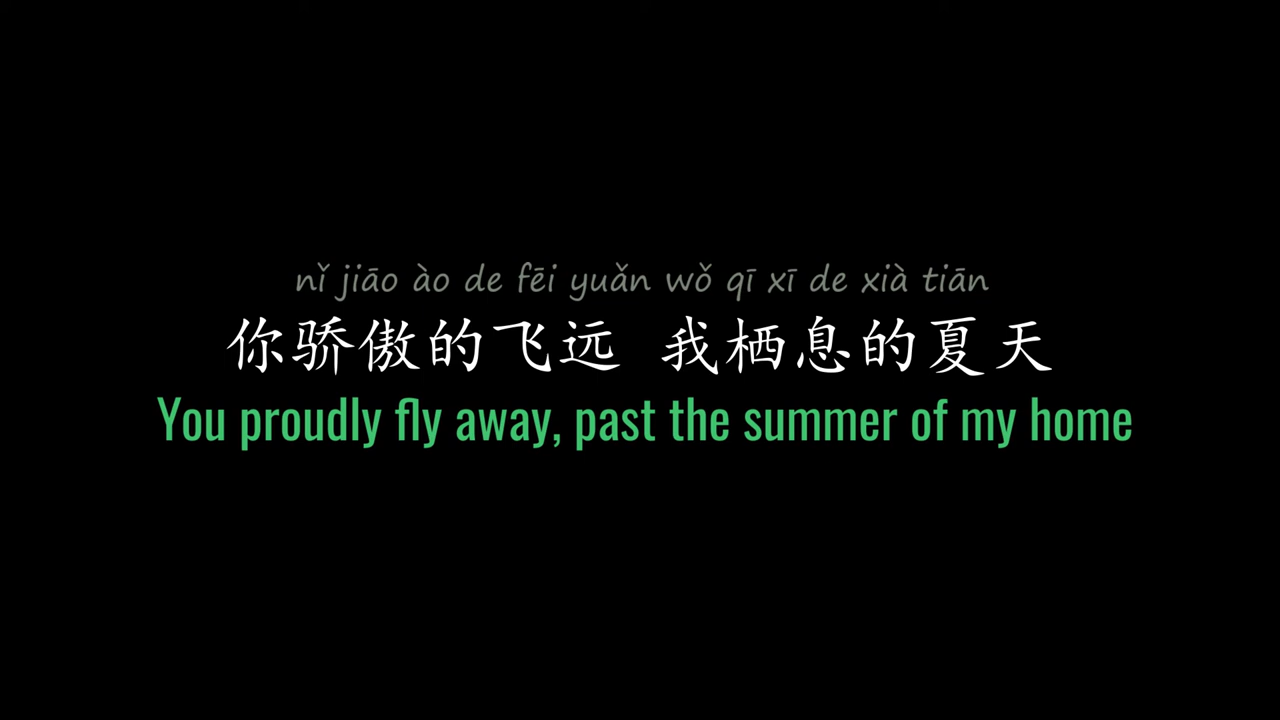 nǐ jiāo ào de fēi yuǎn wǒ qī xī de xià tiān
你骄傲的飞远 我栖息的夏天
You proudly fly away, past the summer of my home